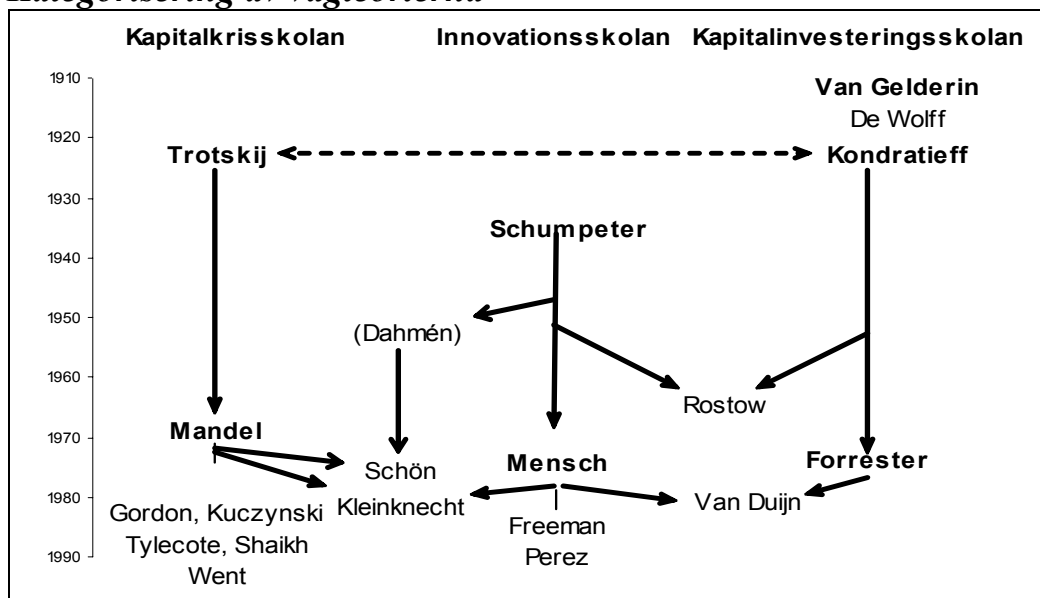 Kategorisering av vågteorierna
Kapitalkrisskolan Innovationsskolan Kapitalinvesteringsskolan
1910
Van Gelderin
De Wolff
1920
Trotskij Kondratieff
1930
Schumpeter
1940
1950
(Dahmén)
1960
Rostow
1970
Mandel
Schön Mensch Forrester
1980
Kleinknecht Van Duijn
Gordon, Kuczynski Freeman
Tylecote, Shaikh Perez
1990
Went